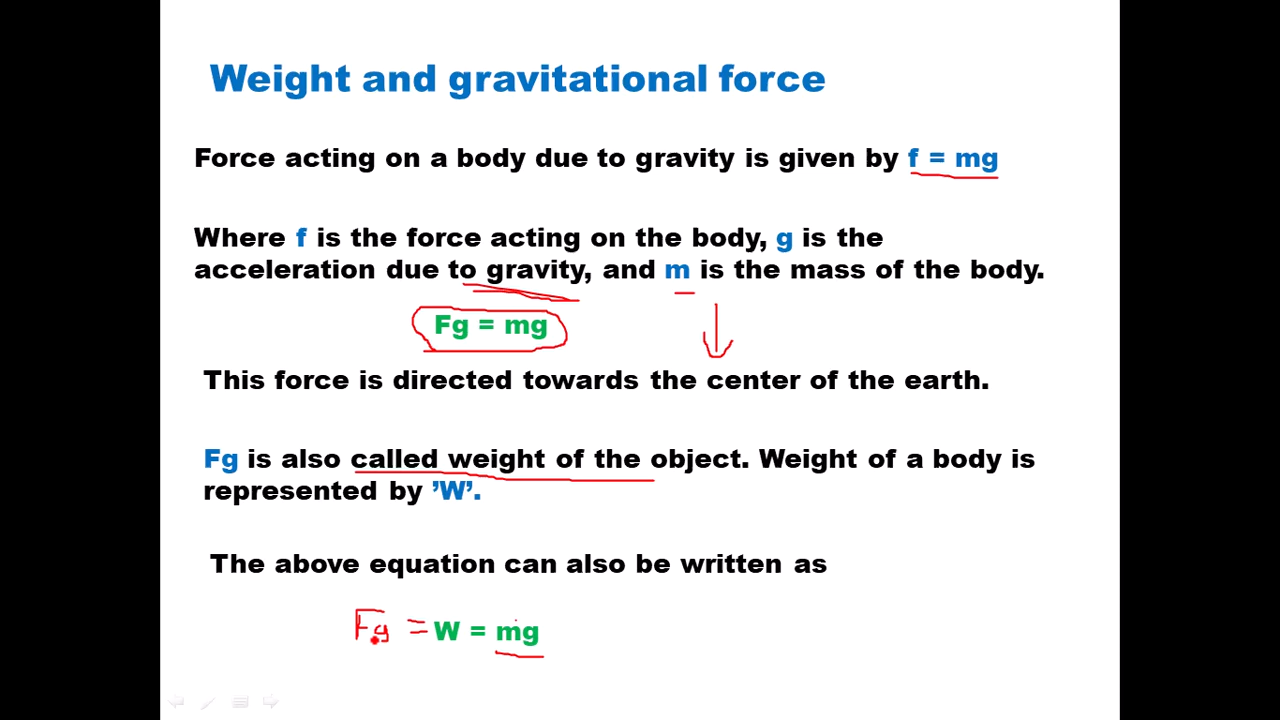 Weight and gravitational force
Force acting on a body due to gravity is given by f = mg
Where f is the force acting on the body, g is the
acceleration due to gravity, and m is the mass of the body.
Fg = mg
This force is directed towards the center of the earth.
Fg is also called weight of the object. Weight of a body is
represented by ’W’.
The above equation can also be written as
Fg = W = mg